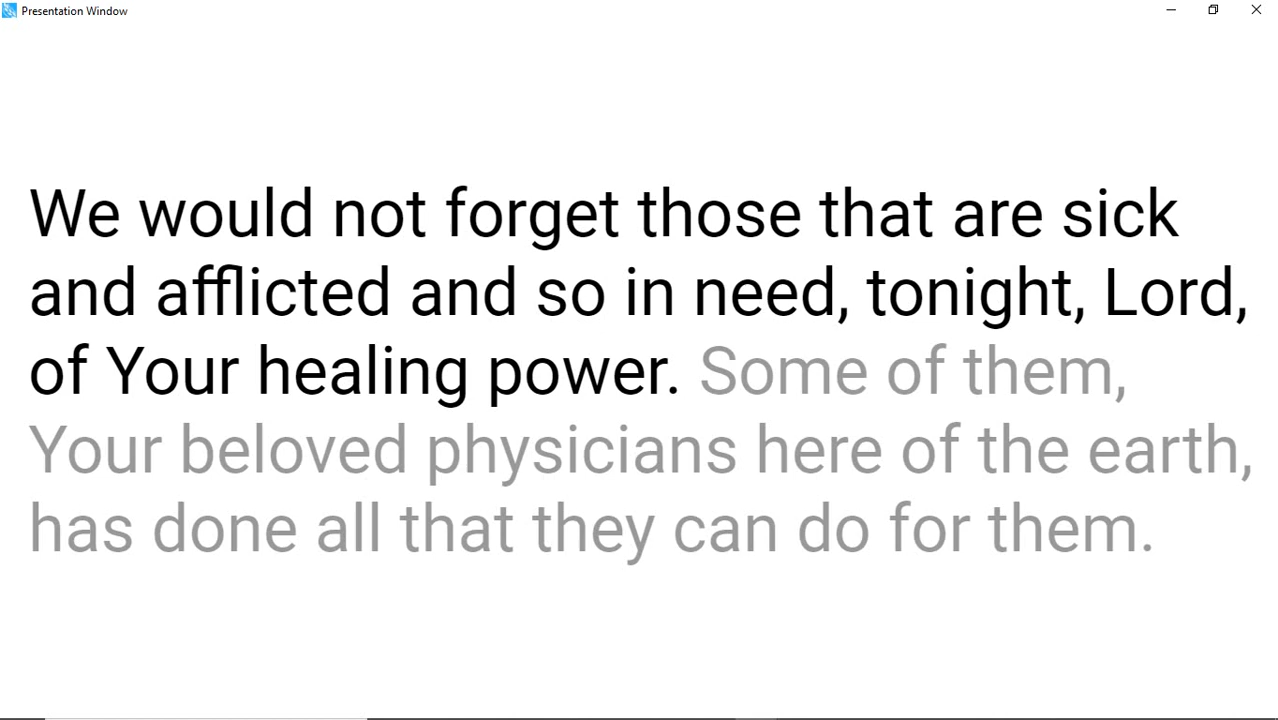 Presentation Window
We would not forget those that are sick
and afflicted and so in need, tonight, Lord,
of Your healing power. Some of them,
Your beloved physicians here of the earth,
has done all that they can do for them.